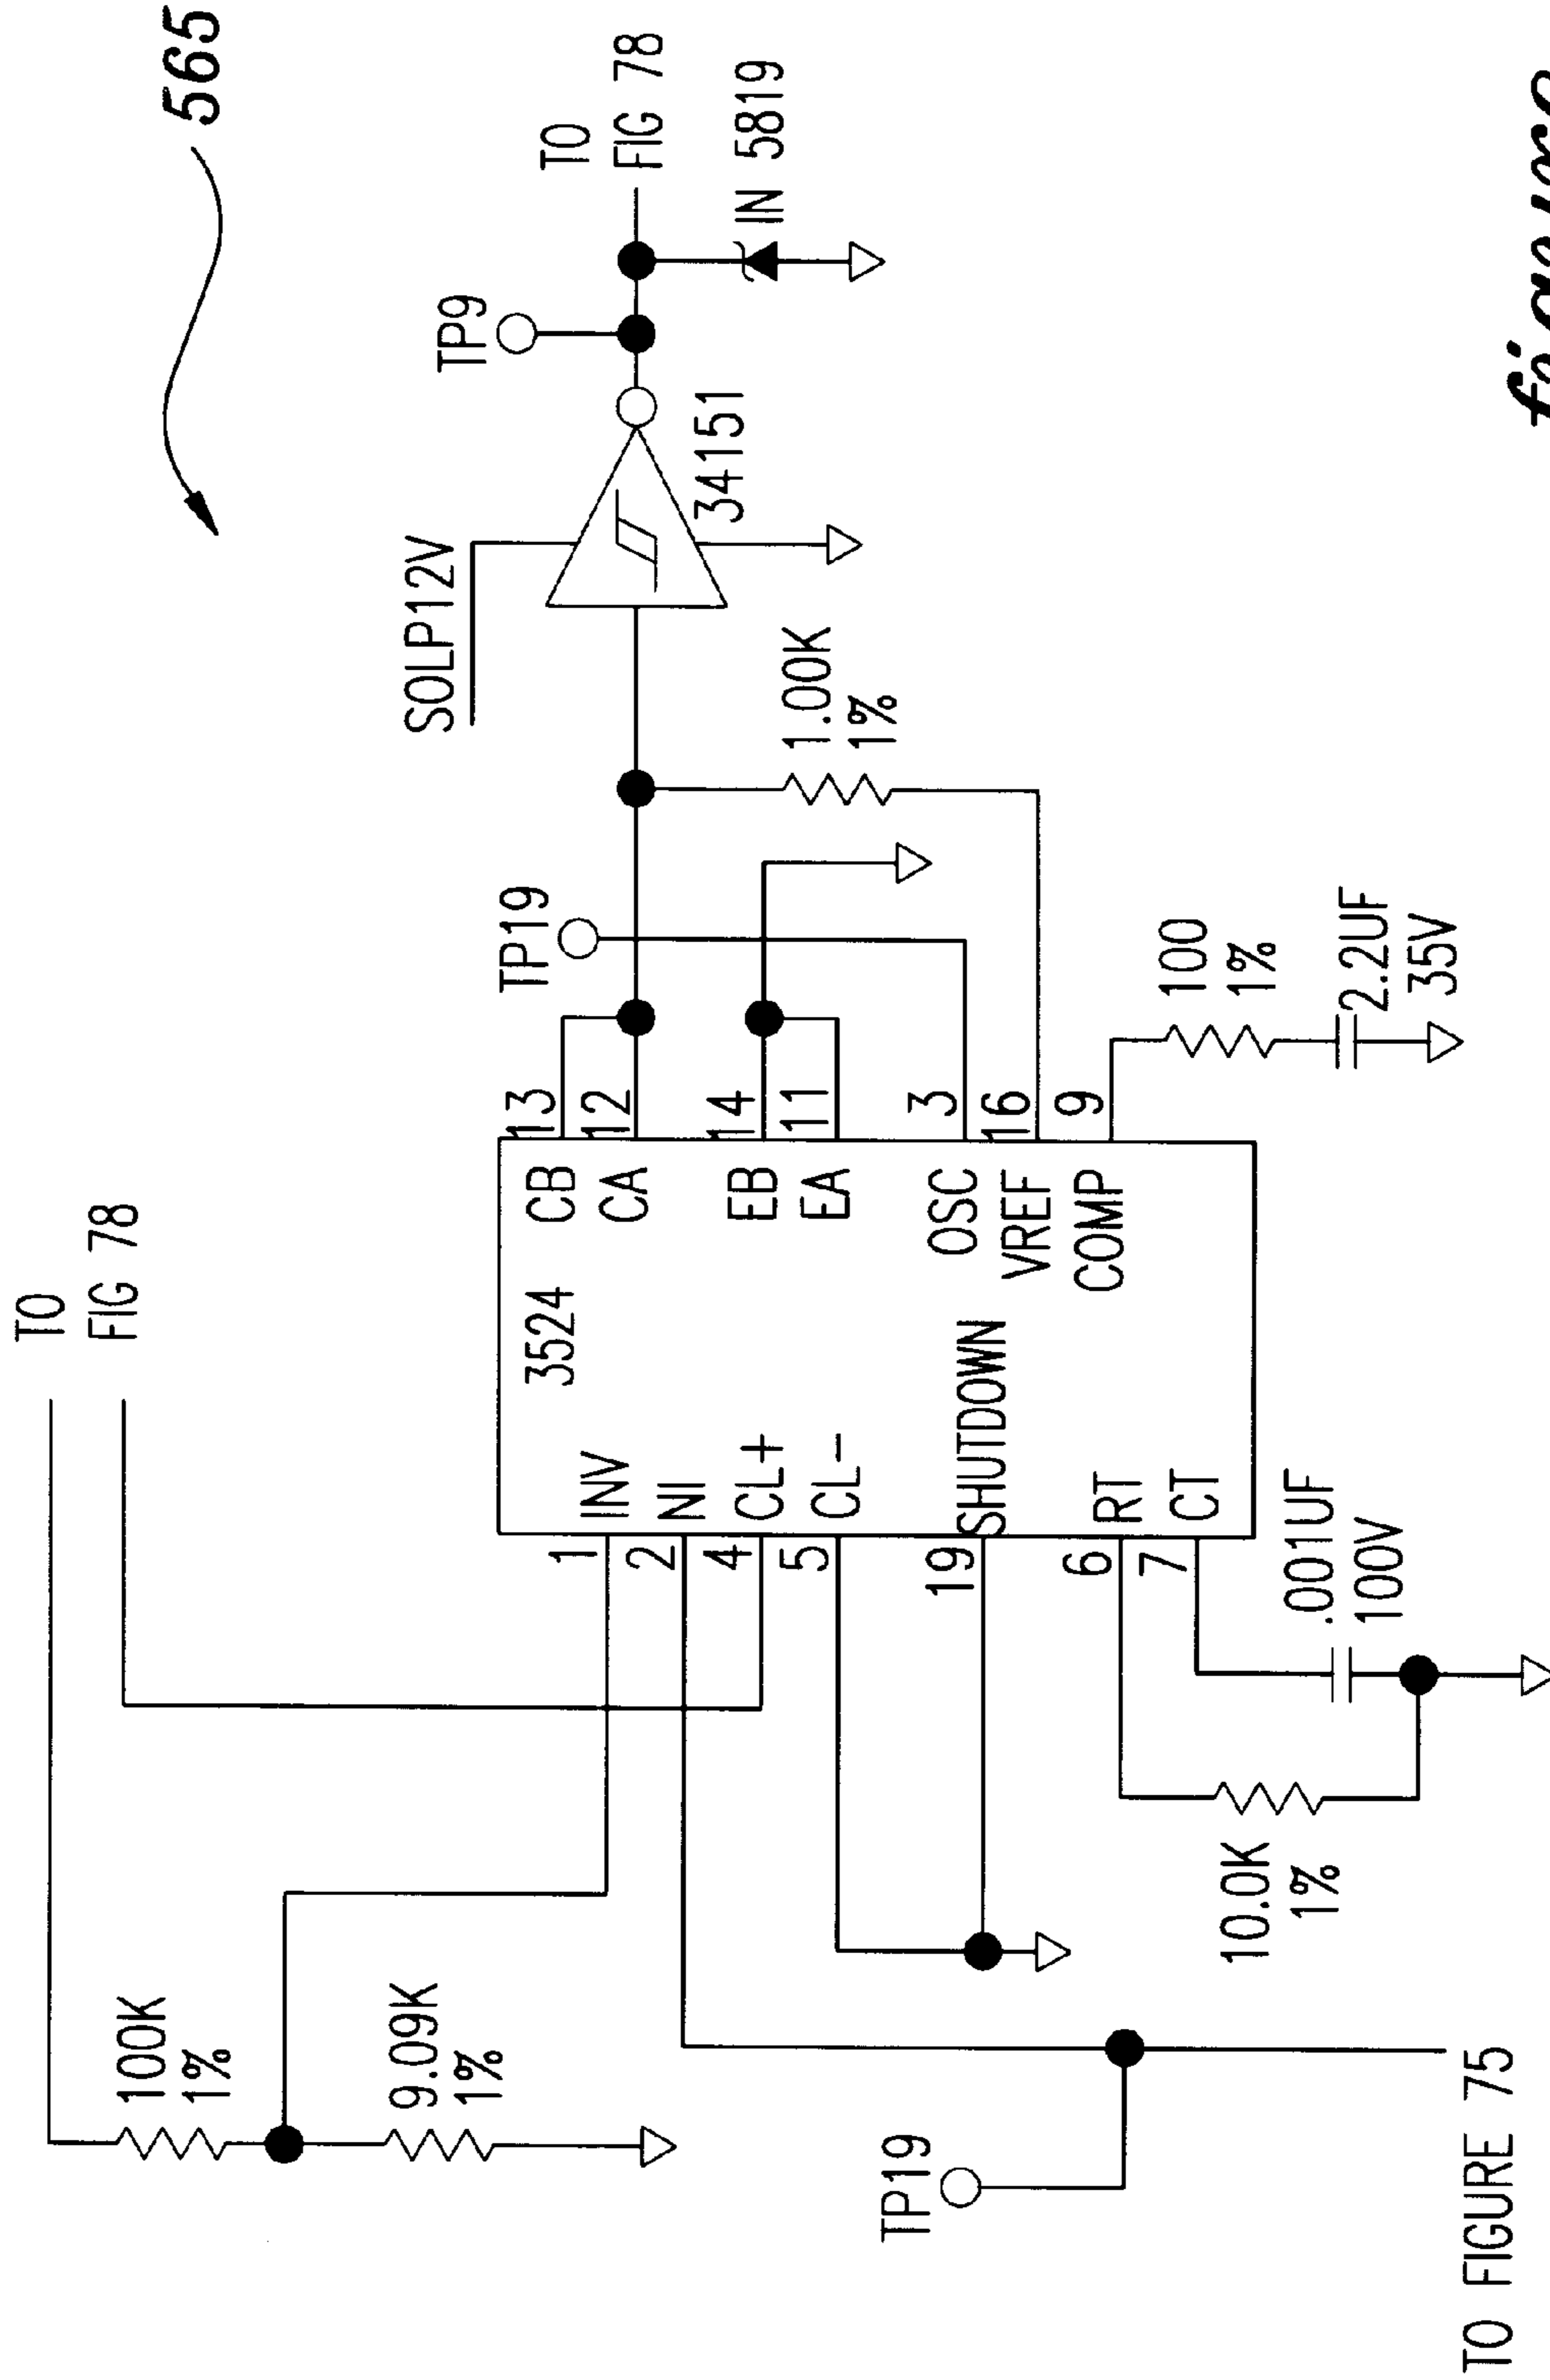 565
TO
FIG 78
TO
FIG 78
100K
1%
9.09K
1%
SOLP12V
TP9
TP19
34151
IN 5819
3524
INV
NI
CL+
CL-
SHUTDOWN
RT
CT
CB
CA
EB
EA
OSC
VREF
COMP
1
2
4
5
19
6
7
13
12
14
11
3
16
9
1.00K
1%
100
1%
2.2UF
35V
.001UF
100V
10.0K
1%
TP19
TO FIGURE 75